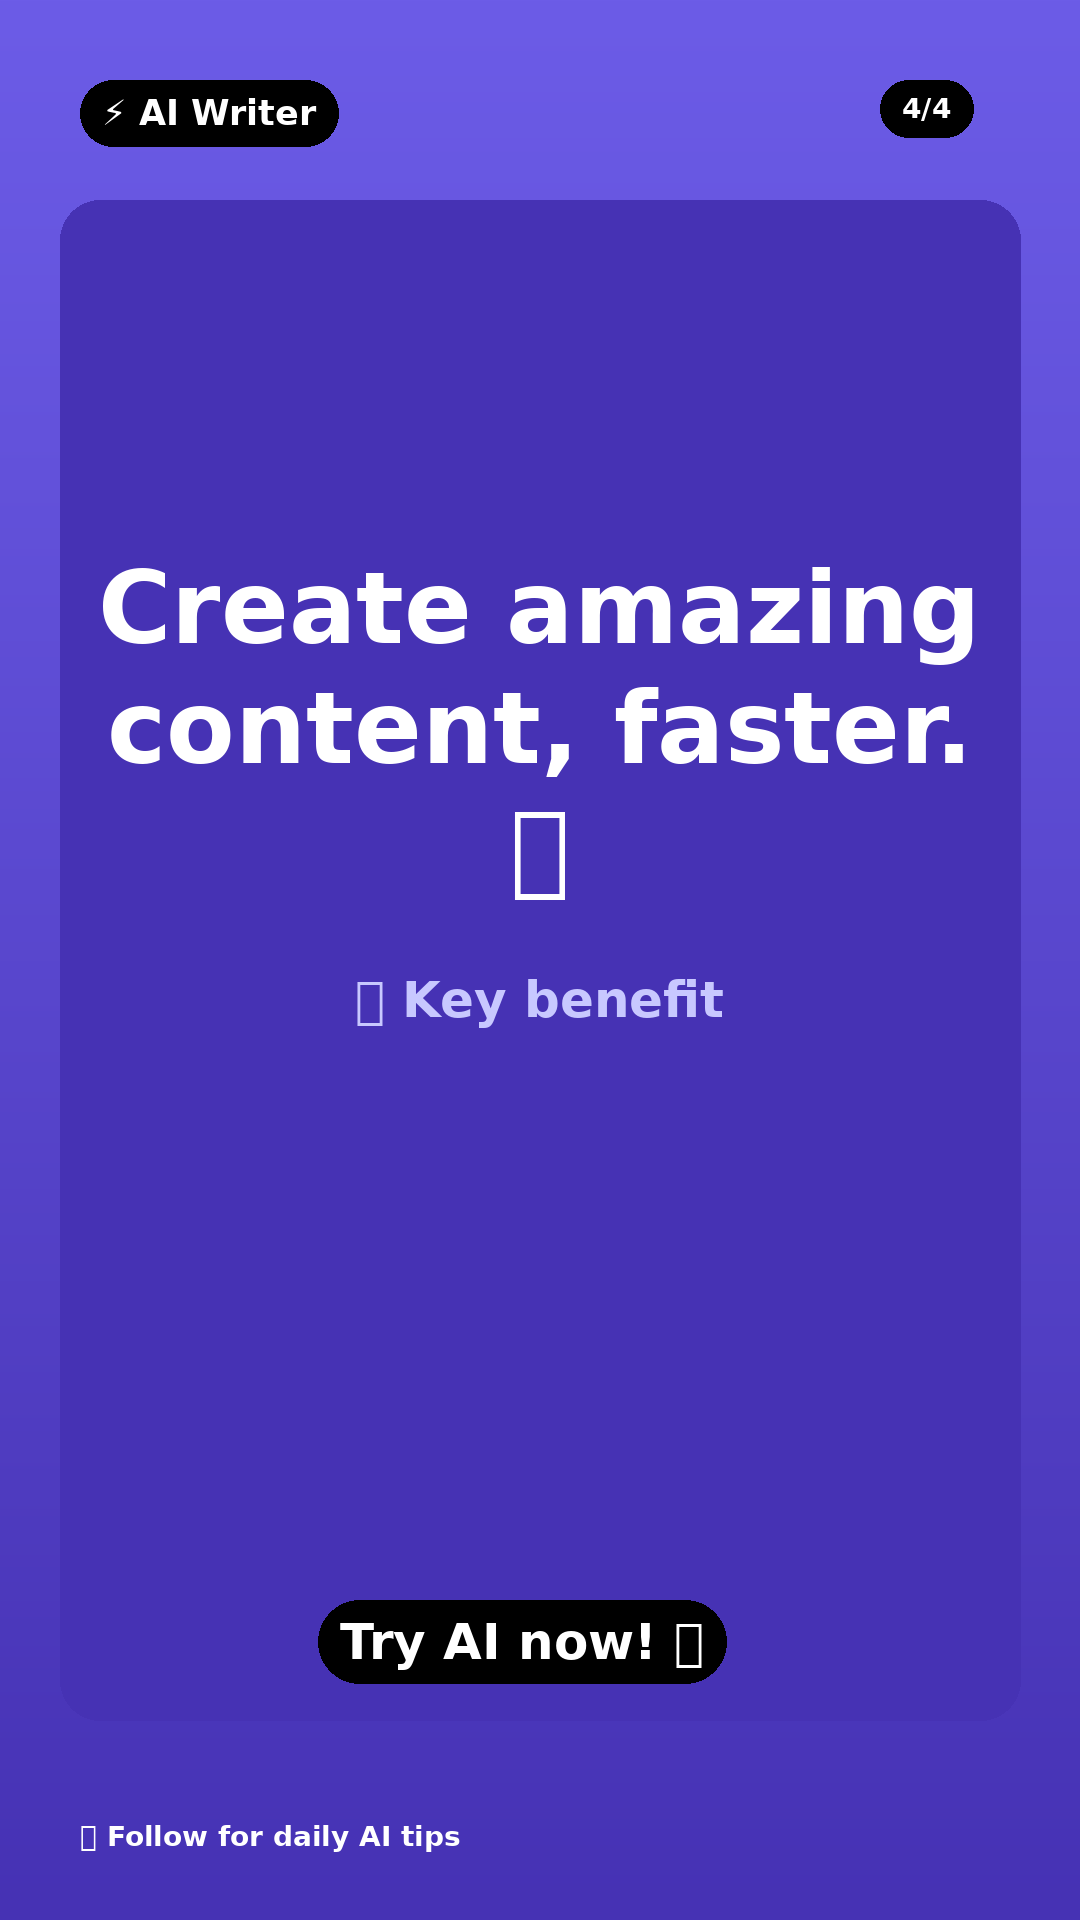 ⚡ AI Writer
4/4
Create amazing
content, faster.
Key benefit
Try AI now!
Follow for daily AI tips